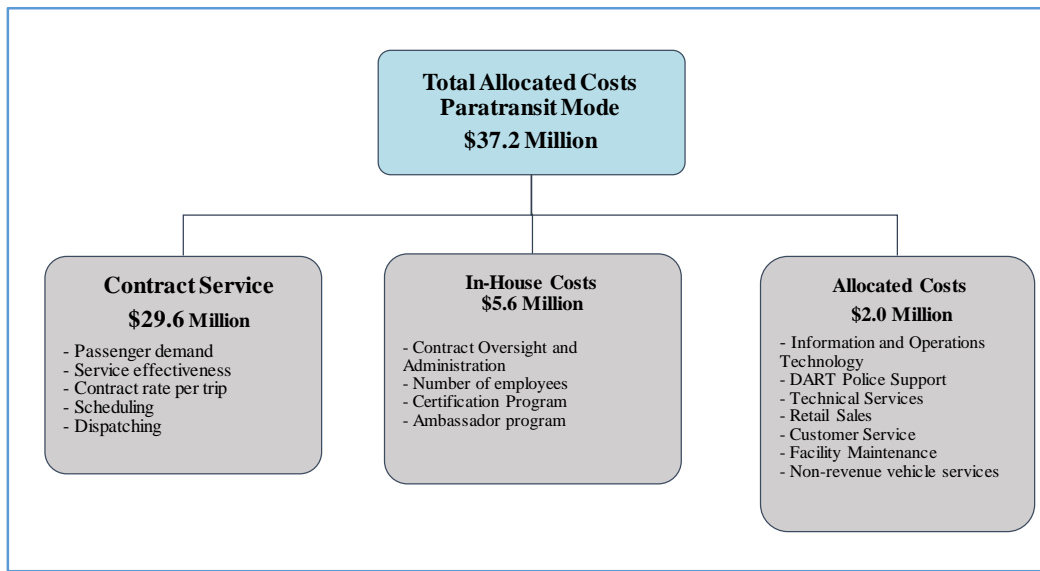 Total Allocated Costs
Paratransit Mode
$37.2 Million
Contract Service
$29.6 Million
- Passenger demand
- Service effectiveness
- Contract rate per trip
- Scheduling
- Dispatching
In-House Costs
$5.6 Million
- Contract Oversight and
Administration
- Number of employees
- Certification Program
- Ambassador program
Allocated Costs
$2.0 Million
- Information and Operations
Technology
- DART Police Support
- Technical Services
- Retail Sales
- Customer Service
- Facility Maintenance
- Non-revenue vehicle services